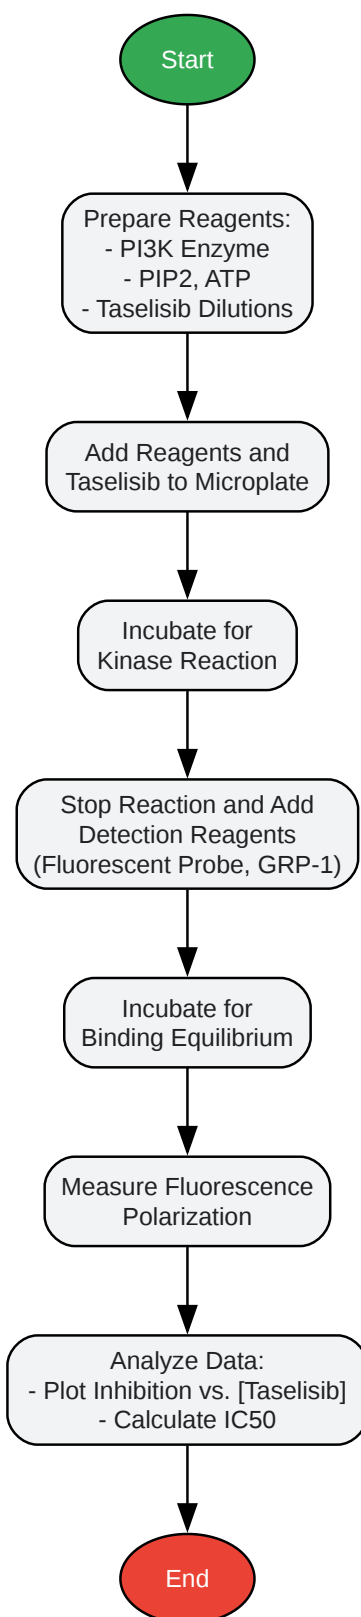 Start
Prepare Reagents:
- PI3K Enzyme
- PIP2, ATP
- Taselisib Dilutions
Add Reagents and
Taselisib to Microplate
Incubate for
Kinase Reaction
Stop Reaction and Add
Detection Reagents
(Fluorescent Probe, GRP-1)
Incubate for
Binding Equilibrium
Measure Fluorescence
Polarization
Analyze Data:
- Plot Inhibition vs. [Taselisib]
- Calculate IC50
End